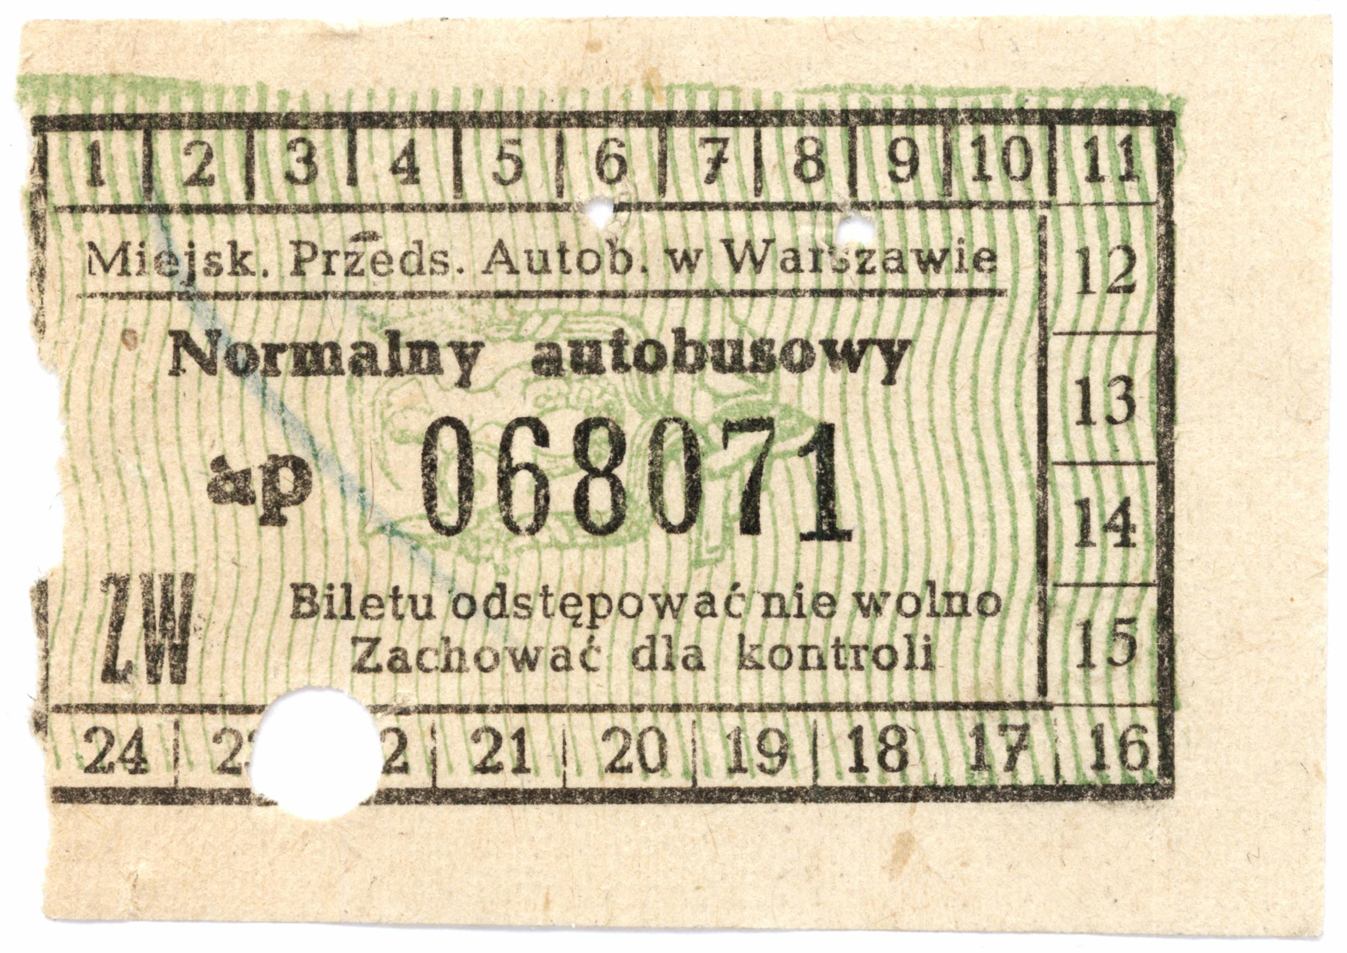 1 2 3 4 5 6 7 8 9 10 11
Miejsk. Przeds. Autob. w Warszawie
12
Normalny autobusowy
13
ap 068071
14
ZW
Biletu odstępować nie wolno
Zachować dla kontroli
15
24 2 2 21 20 19 18 17 16